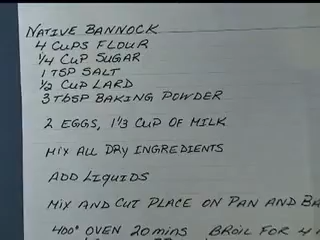 NATIVE BANNOCK
4 CUPS FLOUR
1/4 CUP SUGAR
1 TSP SALT
1/2 CUP LARD
3 TBSP BAKING POWDER
2 EGGS, 1 1/3 CUP OF MILK
MIX ALL DRY INGREDIENTS
ADD LIQUIDS
MIX AND CUT PLACE ON PAN AND BA
400° OVEN 20 MINS BROIL FOR 4